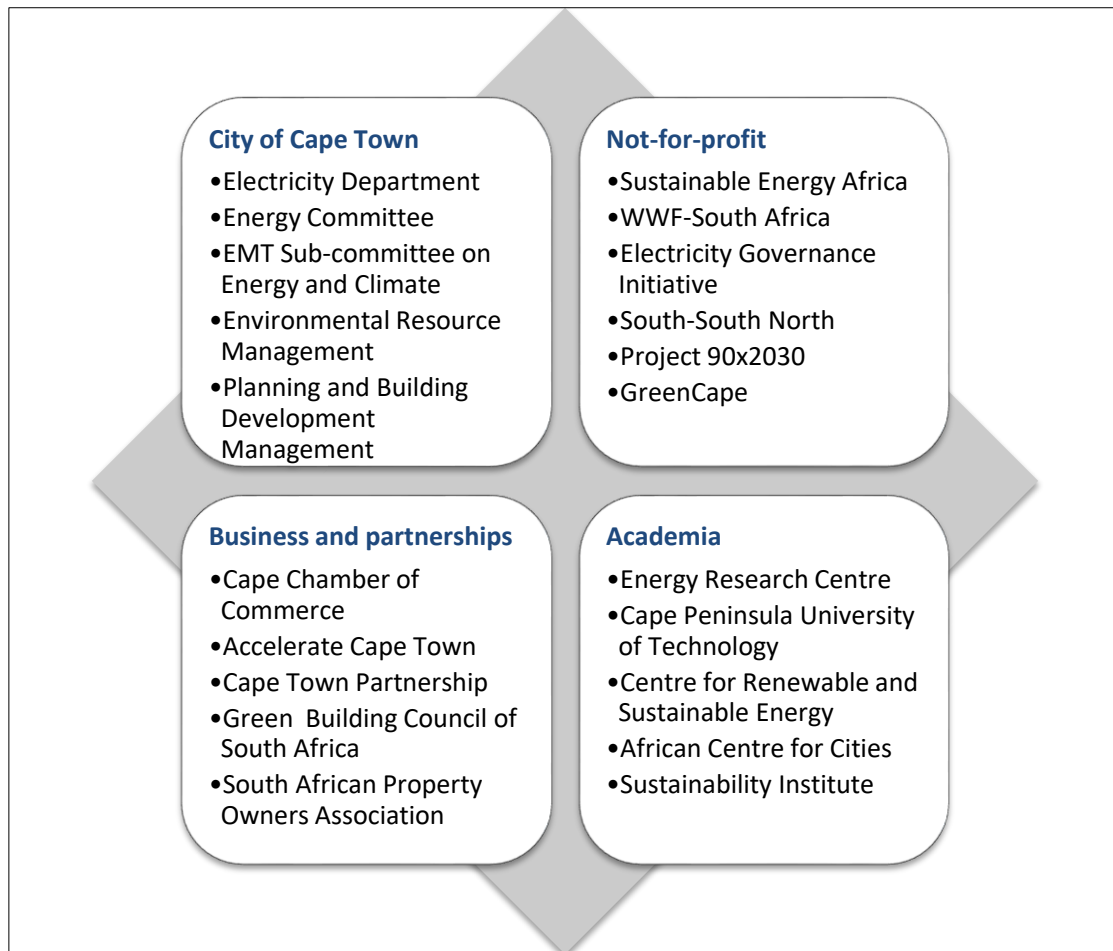 City of Cape Town
•Electricity Department
•Energy Committee
•EMT Sub-committee on
Energy and Climate
•Environmental Resource
Management
•Planning and Building
Development
Management
Not-for-profit
•Sustainable Energy Africa
•WWF-South Africa
•Electricity Governance
Initiative
•South-South North
•Project 90x2030
•GreenCape
Business and partnerships
•Cape Chamber of
Commerce
•Accelerate Cape Town
•Cape Town Partnership
•Green  Building Council of
South Africa
•South African Property
Owners Association
Academia
•Energy Research Centre
•Cape Peninsula University
of Technology
•Centre for Renewable and
Sustainable Energy
•African Centre for Cities
•Sustainability Institute